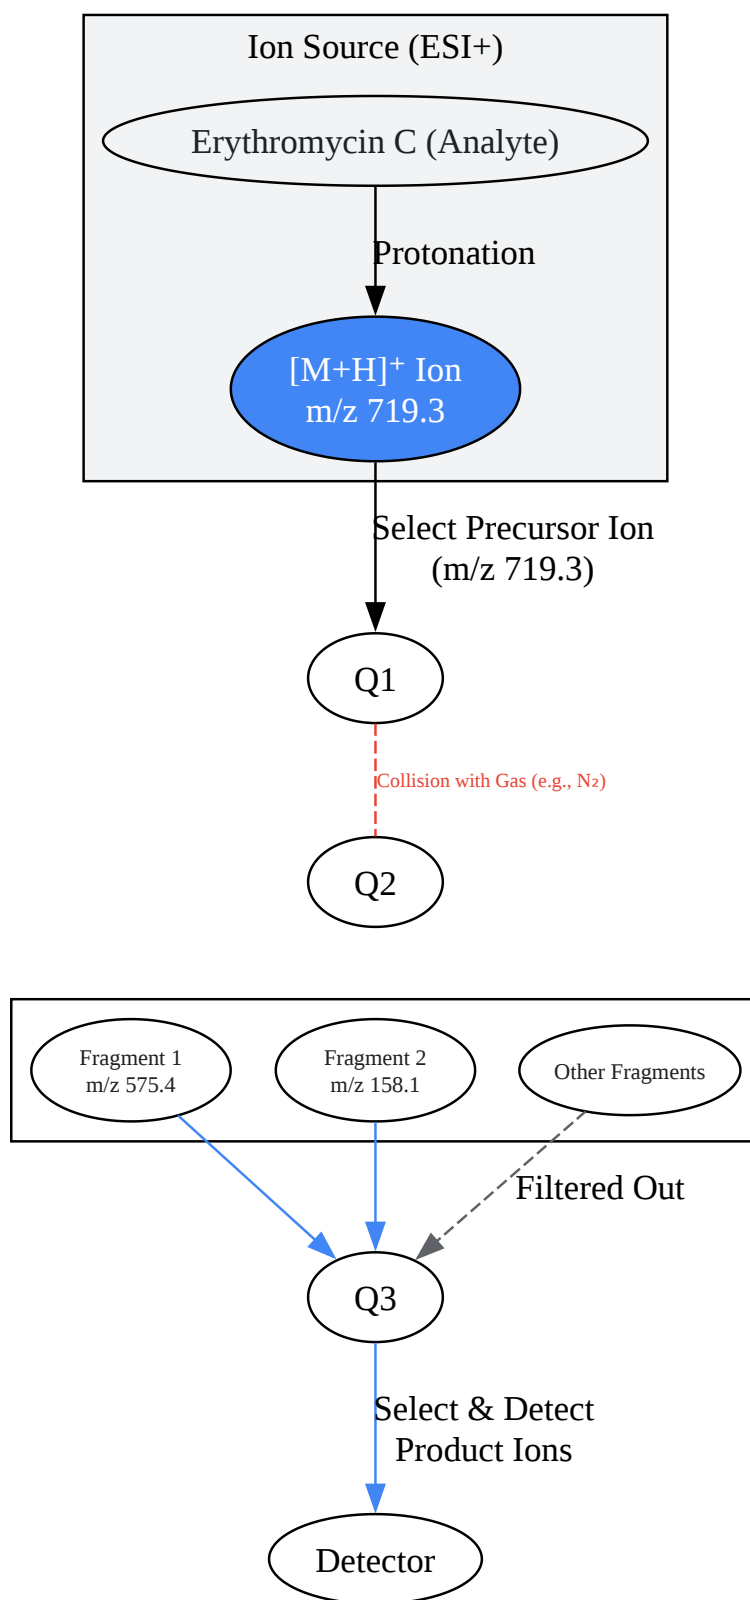 Ion Source (ESI+)
Erythromycin C (Analyte)
Protonation
[M+H]⁺ Ion
m/z 719.3
Select Precursor Ion
(m/z 719.3)
Q1
Collision with Gas (e.g., N₂)
Q2
Fragment 1
m/z 575.4
Fragment 2
m/z 158.1
Other Fragments
Filtered Out
Q3
Select & Detect
Product Ions
Detector